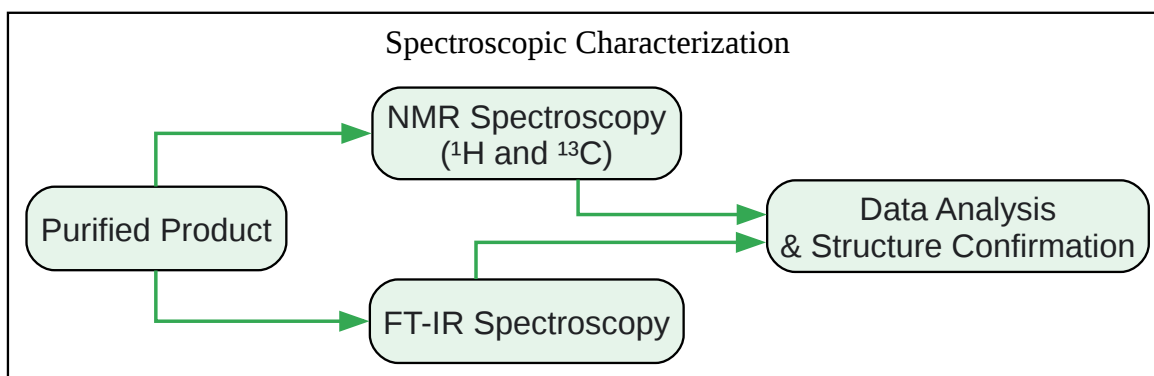 Spectroscopic Characterization
NMR Spectroscopy
(¹H and ¹³C)
Purified Product
Data Analysis
& Structure Confirmation
FT-IR Spectroscopy